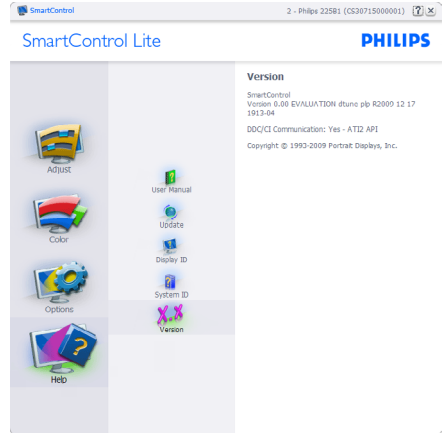 SmartControl
2 - Philips 225B1 (CS3071S000001)
SmartControl Lite
PHILIPS
Adjust
Color
Options
Help
User Manual
Update
Display ID
System ID
X.X
Version
Version
SmartControl
Version 0.00 EVALUATION dtune plp R2009 12 17
1913-04
DDC/CI Communication: Yes - ATI2 API
Copyright © 1993-2009 Portrait Displays, Inc.